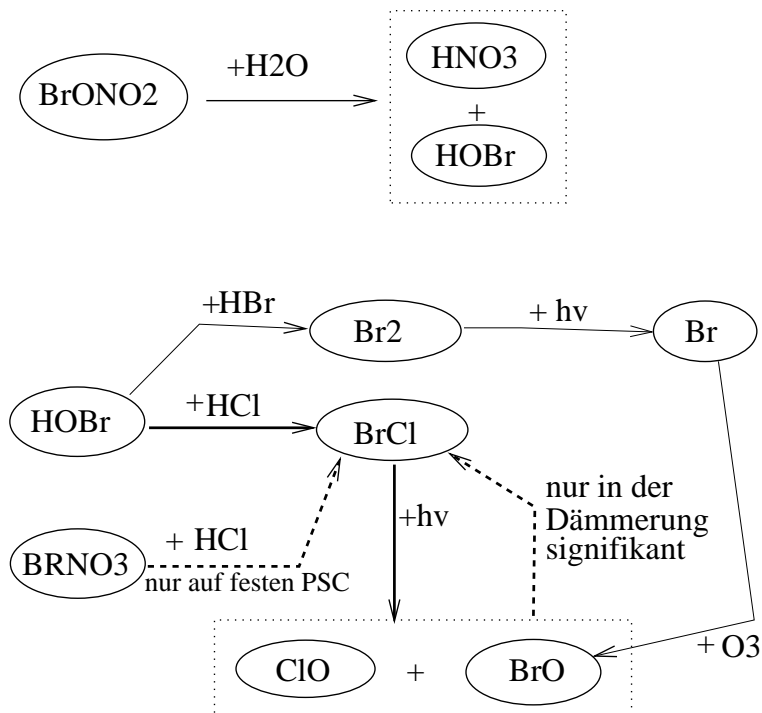 BrONO2
+H2O
HNO3
+
HOBr
+HBr
Br2
+ hv
Br
HOBr
+HCl
BrCl
+hv
nur in der
Dämmerung
signifikant
BRNO3
+ HCl
nur auf festen PSC
ClO
+
BrO
+ O3